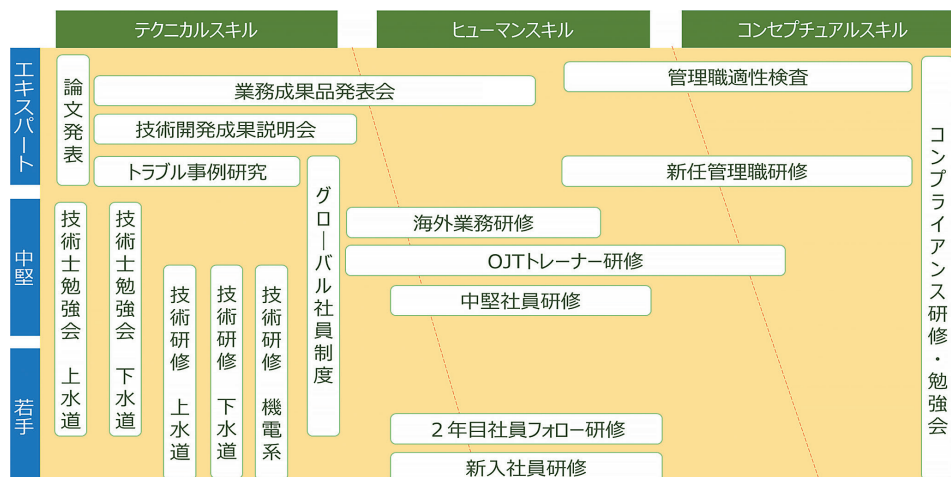 テクニカルスキル
ヒューマンスキル
コンセプチュアルスキル
エキスパート
論文発表
業務成果品発表会
管理職適性検査
技術開発成果説明会
トラブル事例研究
新任管理職研修
コンプライアンス研修・勉強会
グローバル社員制度
中堅
技術士勉強会 上水道
技術士勉強会 下水道
海外業務研修
OJTトレーナー研修
技術研修 上水道
技術研修 下水道
技術研修 機電系
中堅社員研修
若手
2年目社員フォロー研修
新入社員研修